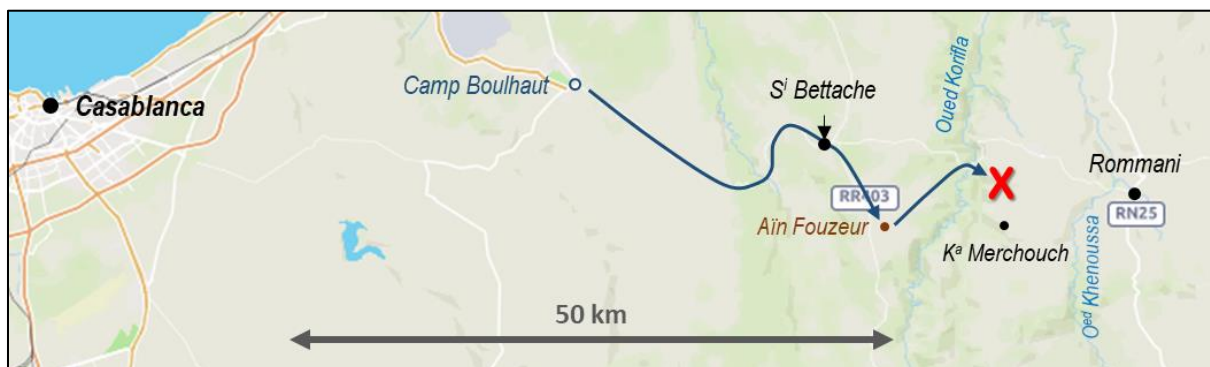 Casablanca
Camp Boulhaut
Sⁱ Bettache
Oued Korifla
Rommani
RR403
RN25
Aïn Fouzeur
X
Kᵃ Merchouch
Oᵉᵈ Khenoussa
50 km